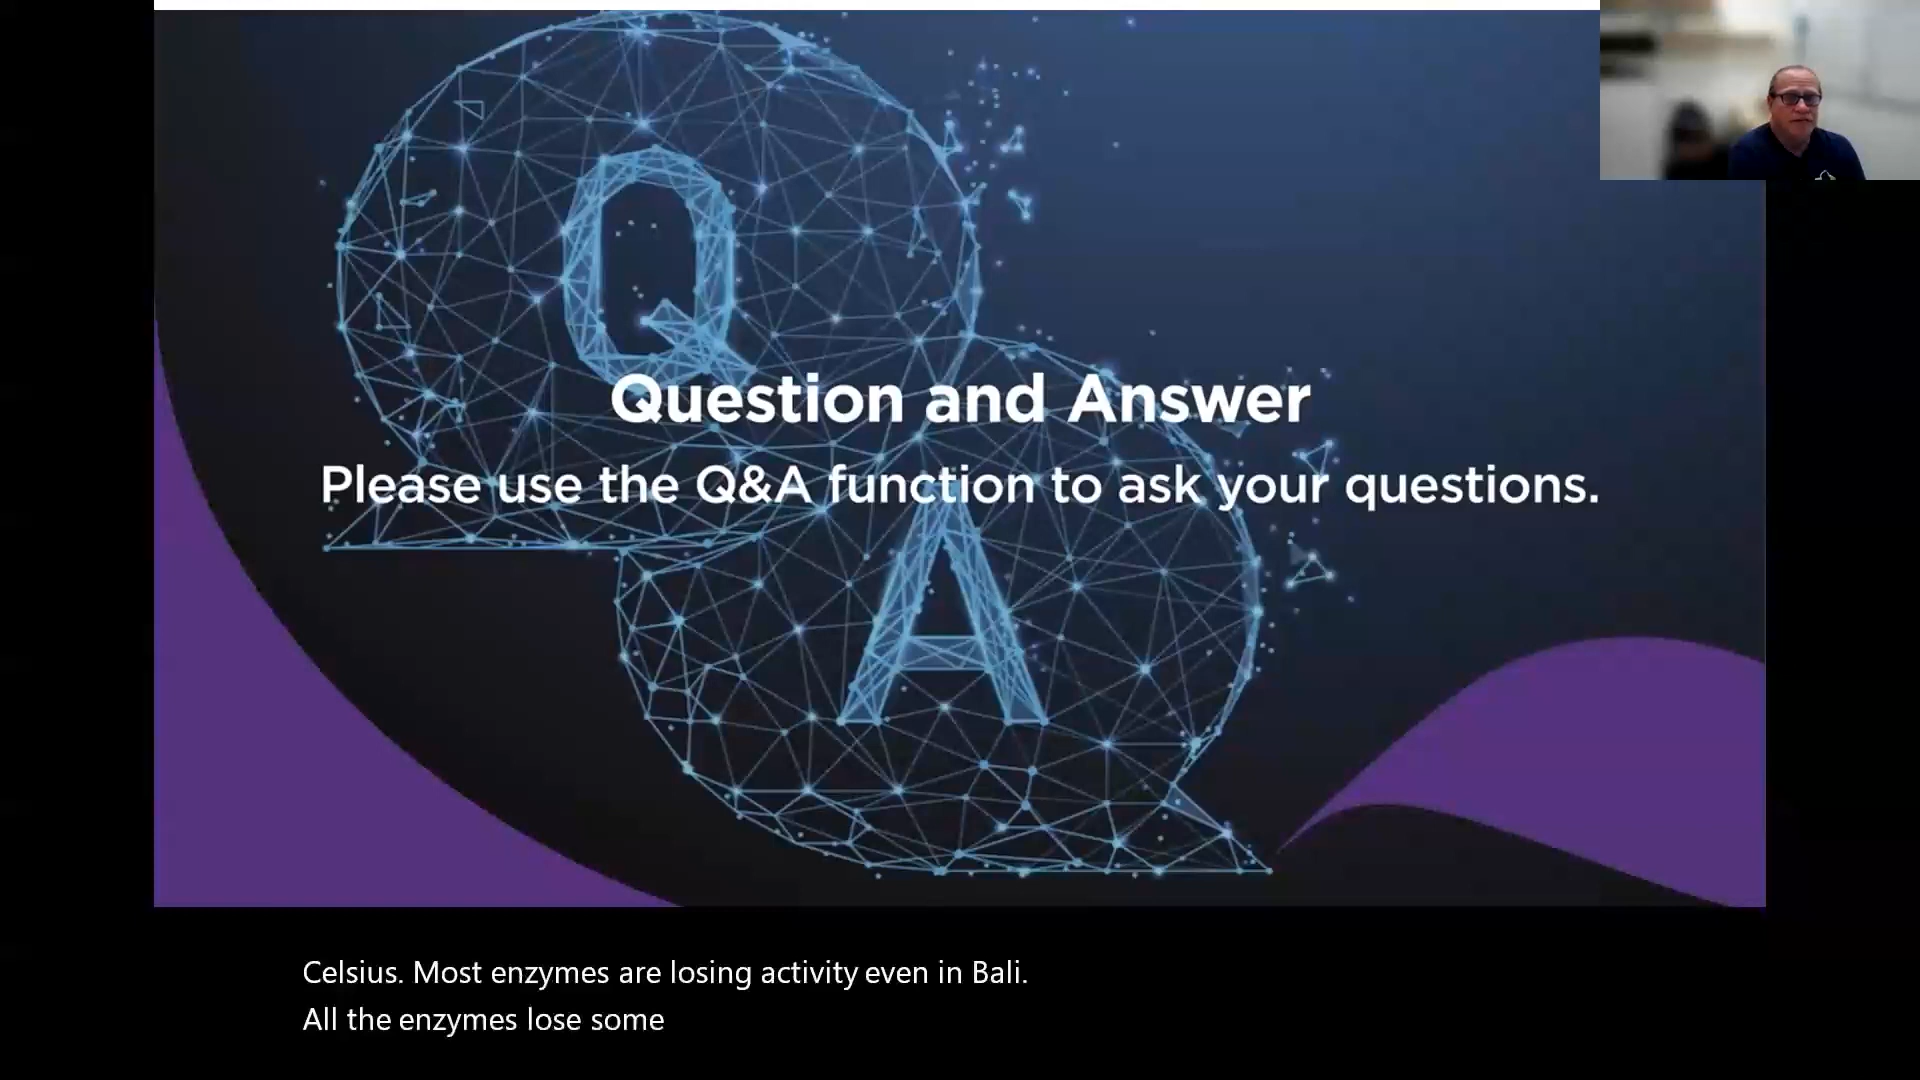 Q
Question and Answer
Please use the Q&A function to ask your questions.
A
Celsius. Most enzymes are losing activity even in Bali.
All the enzymes lose some